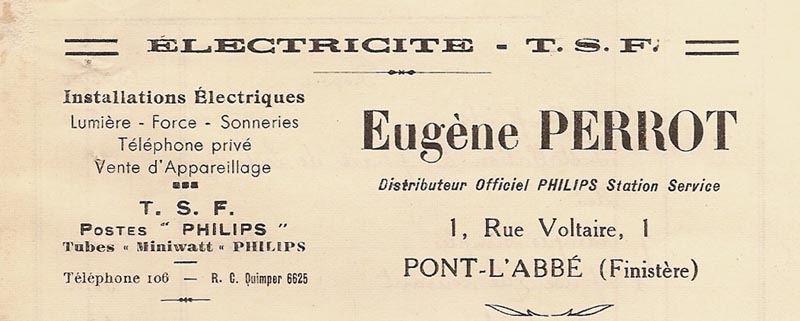 ÉLECTRICITE - T. S. F.
Installations Électriques
Lumière - Force - Sonneries
Téléphone privé
Vente d'Appareillage
T. S. F.
POSTES " PHILIPS "
Tubes « Miniwatt « PHILIPS
Téléphone 106 - R. C. Quimper 6625
Eugène PERROT
Distributeur Officiel PHILIPS Station Service
1, Rue Voltaire, 1
PONT-L'ABBÉ (Finistère)